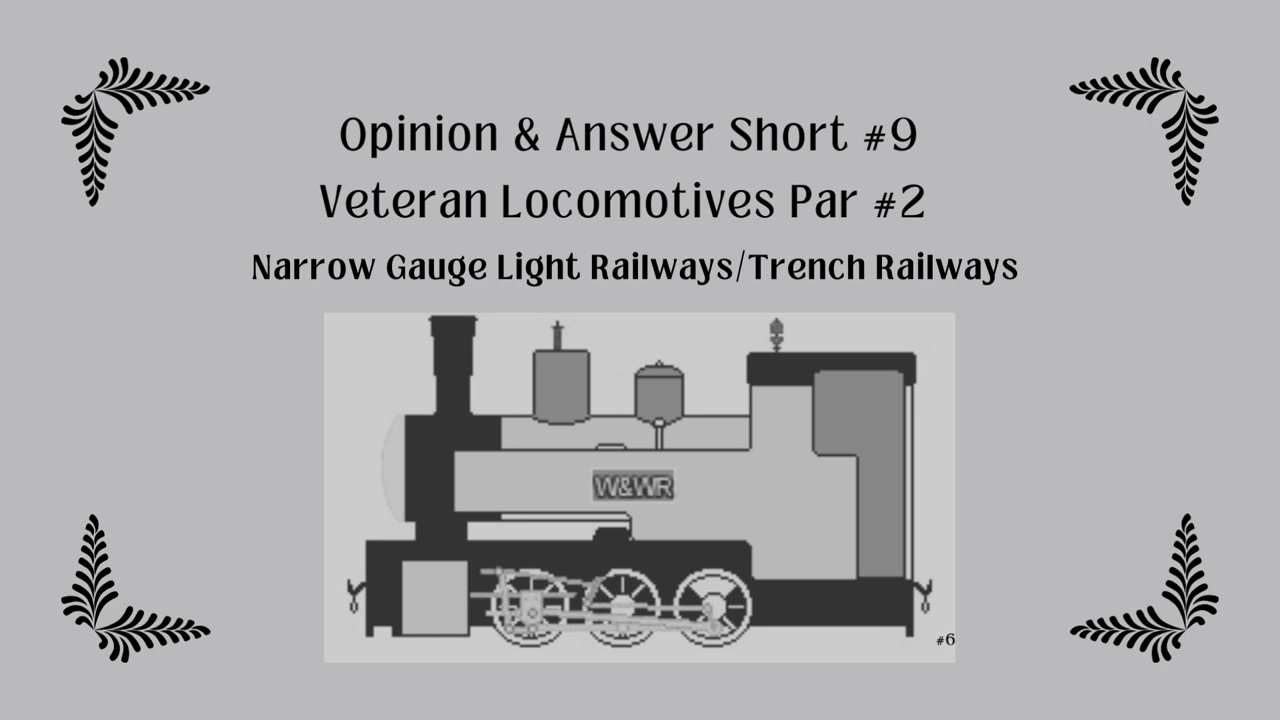 Opinion & Answer Short #9
Veteran Locomotives Par #2
Narrow Gauge Light Railways/Trench Railways
W&WR
#6